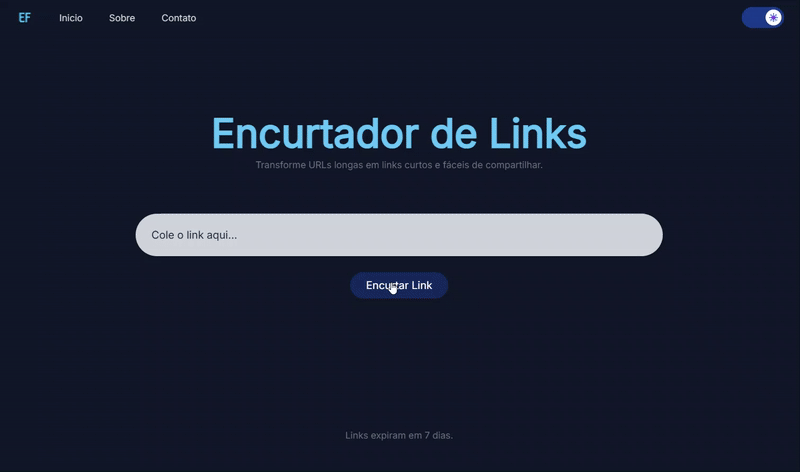 EF Inicio Sobre Contato
Encurtador de Links
Transforme URLs longas em links curtos e fáceis de compartilhar.
Cole o link aqui...
Encurtar Link
Links expiram em 7 dias.